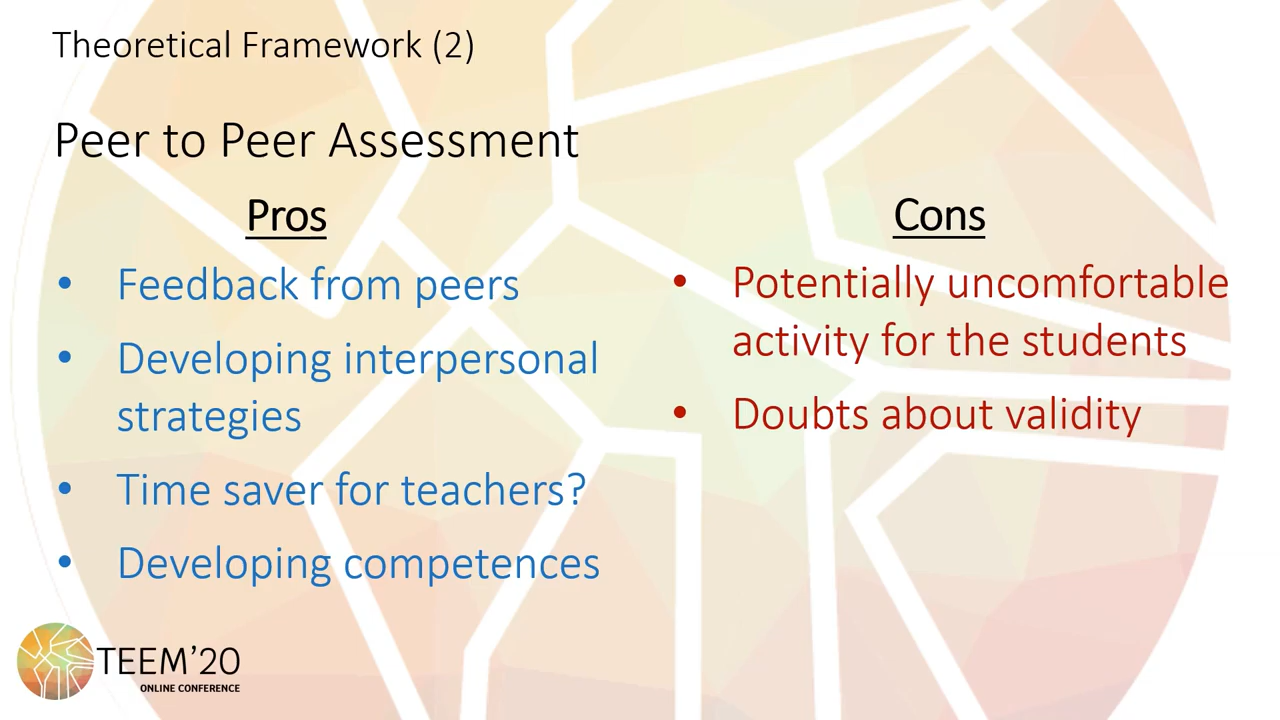 Theoretical Framework (2)
Peer to Peer Assessment
Pros
• Feedback from peers
• Developing interpersonal
strategies
• Time saver for teachers?
• Developing competences
Cons
• Potentially uncomfortable
activity for the students
• Doubts about validity
TEEM’20
ONLINE CONFERENCE